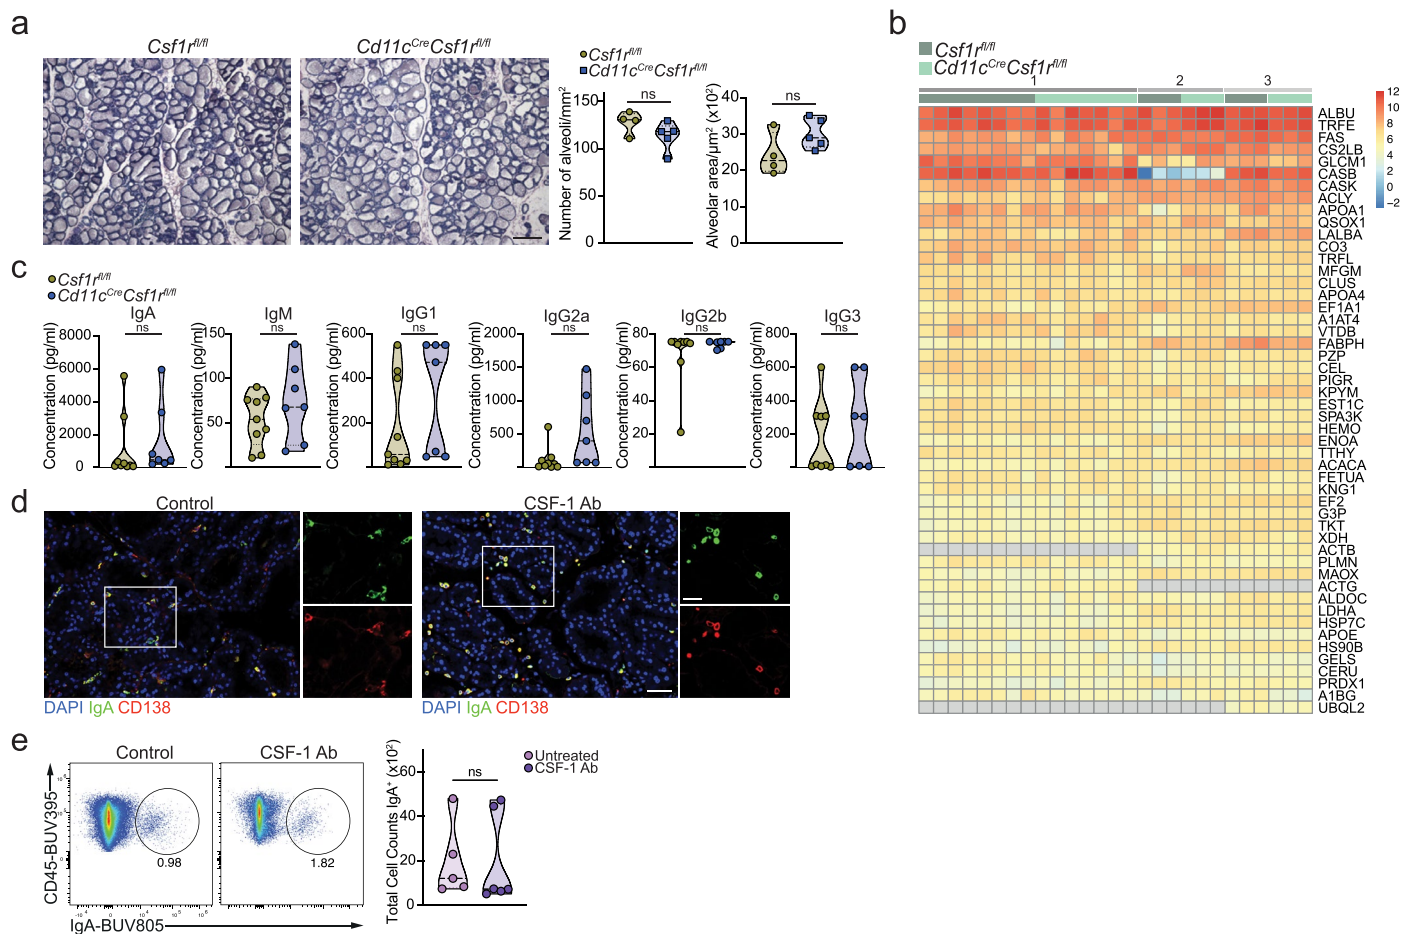 a
Csf1rfl/fl
Cd11cCreCsf1rfl/fl
Csf1rfl/fl
Cd11cCreCsf1rfl/fl
Number of alveoli/mm²
150
100
50
0
ns
Alveolar area/µm² (x10²)
40
30
20
10
0
ns
b
Csf1rfl/fl
Cd11cCreCsf1rfl/fl
1 2 3
12
10
8
6
4
2
0
−2
ALBU
TRFE
FAS
CS2LB
GLCM1
CASB
CASK
ACLY
APOA1
QSOX1
LALBA
CO3
TRFL
MFGM
CLUS
APOA4
EF1A1
A1AT4
VTDB
FABPH
PZP
CEL
PIGR
KPYM
EST1C
SPA3K
HEMO
ENOA
TTHY
ACACA
FETUA
KNG1
EF2
G3P
TKT
XDH
ACTB
PLMN
MAOX
ACTG
ALDOC
LDHA
HSP7C
APOE
HS90B
GELS
CERU
PRDX1
A1BG
UBQL2
c
Csf1rfl/fl
Cd11cCreCsf1rfl/fl
IgA
ns
Concentration (pg/ml)
8000
6000
4000
2000
0
IgM
ns
Concentration (pg/ml)
150
100
50
IgG1
ns
Concentration (pg/ml)
600
400
200
IgG2a
ns
Concentration (pg/ml)
2000
1500
1000
500
0
IgG2b
ns
Concentration (pg/ml)
80
60
40
20
0
IgG3
ns
Concentration (pg/ml)
800
600
400
200
0
d
Control
CSF-1 Ab
DAPI IgA CD138
DAPI IgA CD138
e
Control
CSF-1 Ab
CD45-BUV395
0.98
1.82
IgA-BUV805
Total Cell Counts IgA⁺ (x10²)
60
40
20
0
ns
Untreated
CSF-1 Ab